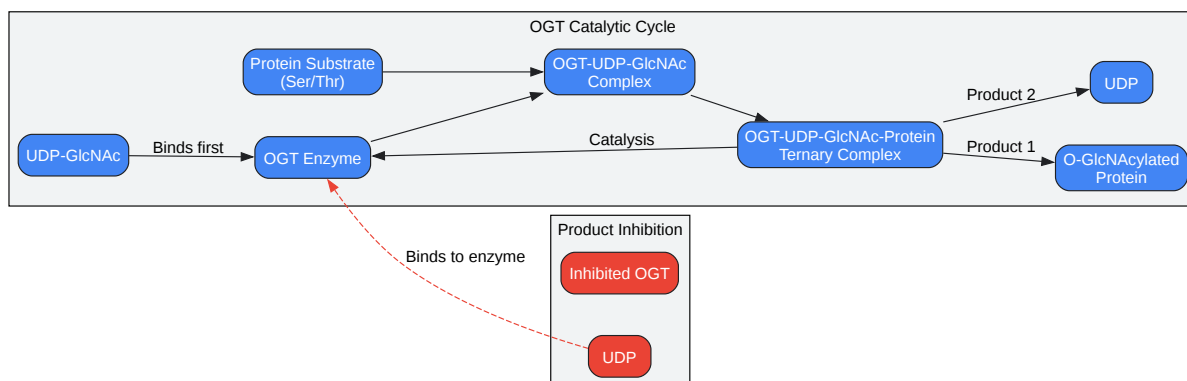 OGT Catalytic Cycle
Protein Substrate
(Ser/Thr)
OGT-UDP-GlcNAc
Complex
UDP
Product 2
UDP-GlcNAc
Binds first
OGT Enzyme
Catalysis
OGT-UDP-GlcNAc-Protein
Ternary Complex
Product 1
O-GlcNAcylated
Protein
Product Inhibition
Binds to enzyme
Inhibited OGT
UDP